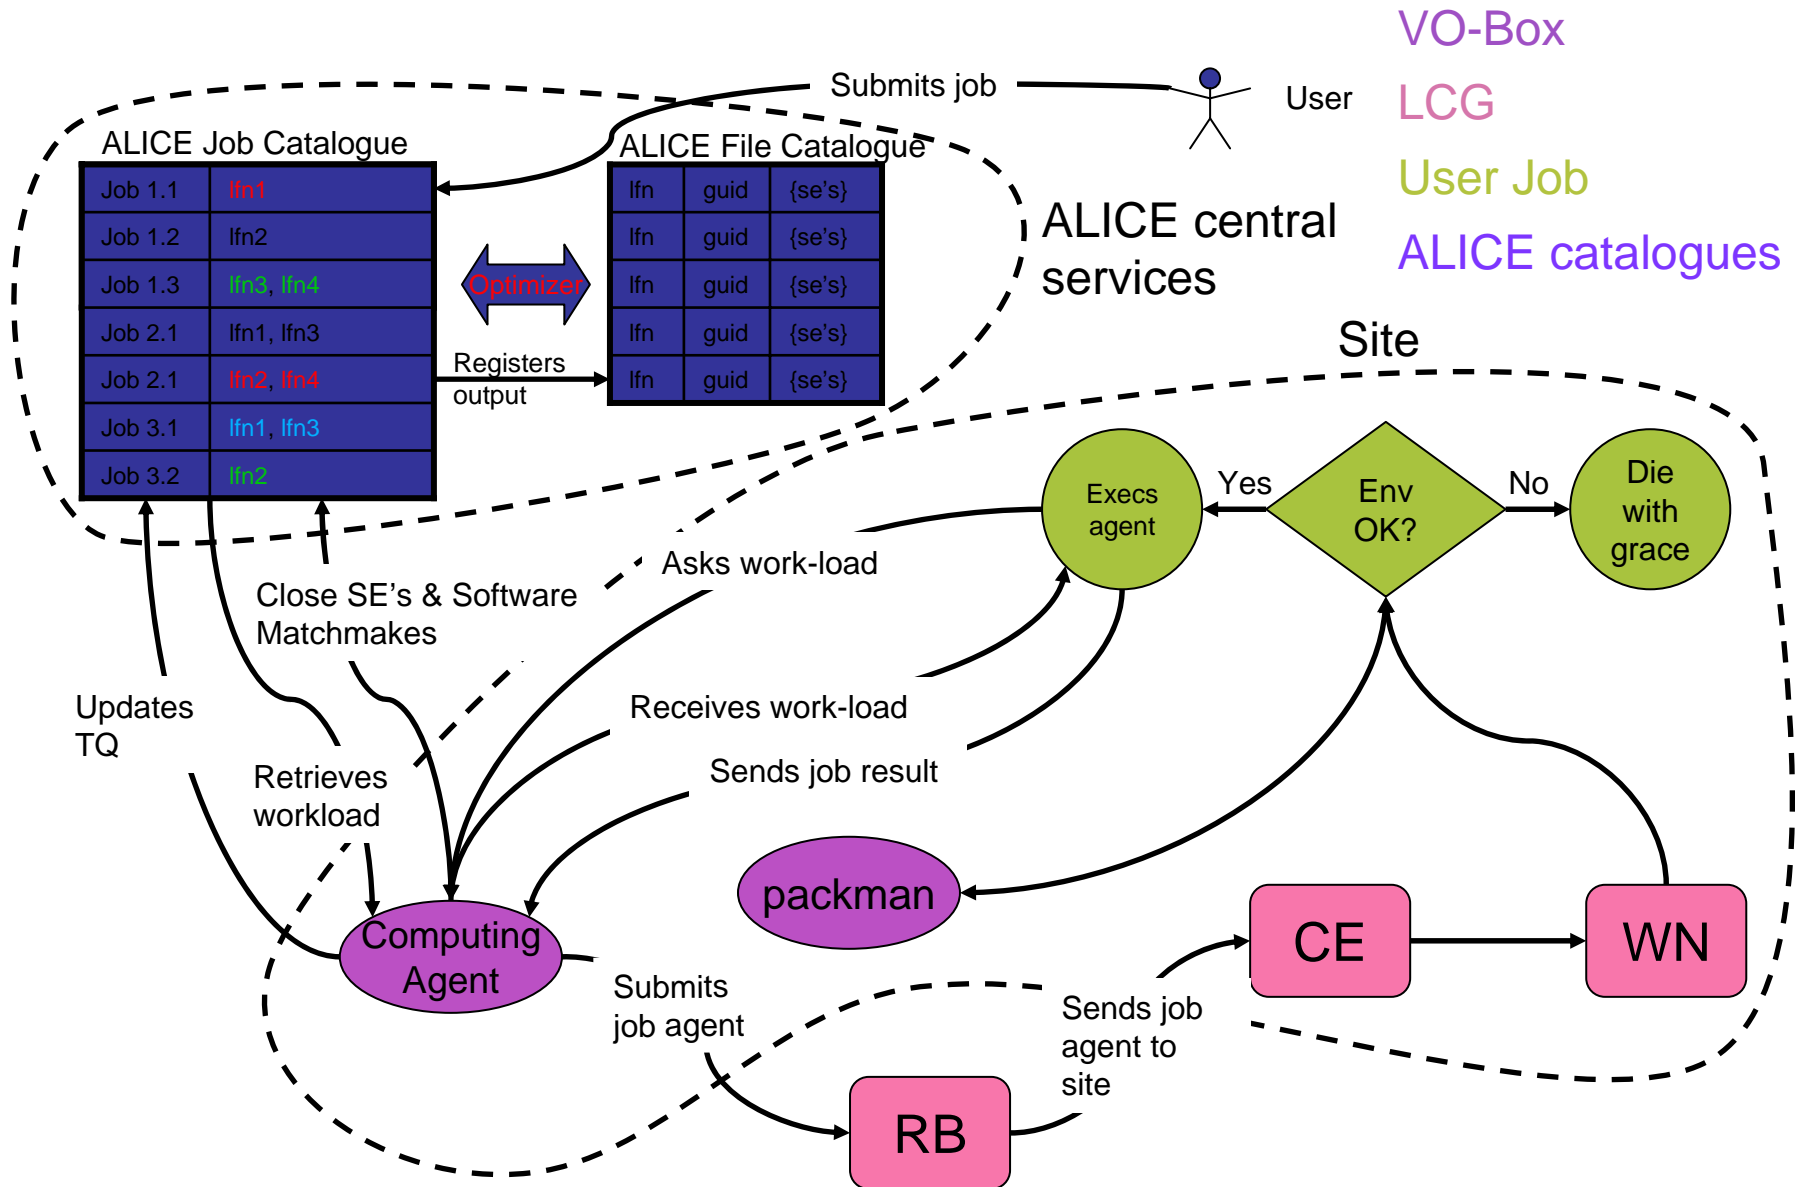 VO-Box
LCG
User Job
ALICE catalogues
Submits job
User
ALICE Job Catalogue
Job 1.1 lfn1
Job 1.2 lfn2
Job 1.3 lfn3, lfn4
Job 2.1 lfn1, lfn3
Job 2.1 lfn2, lfn4
Job 3.1 lfn1, lfn3
Job 3.2 lfn2
Optimizer
Registers
output
ALICE File Catalogue
lfn guid {se's}
lfn guid {se's}
lfn guid {se's}
lfn guid {se's}
lfn guid {se's}
ALICE central
services
Site
Execs
agent
Yes
Env
OK?
No
Die
with
grace
Asks work-load
Close SE's & Software
Matchmakes
Updates
TQ
Receives work-load
Retrieves
workload
Sends job result
packman
Computing
Agent
Submits
job agent
CE
WN
Sends job
agent to
site
RB